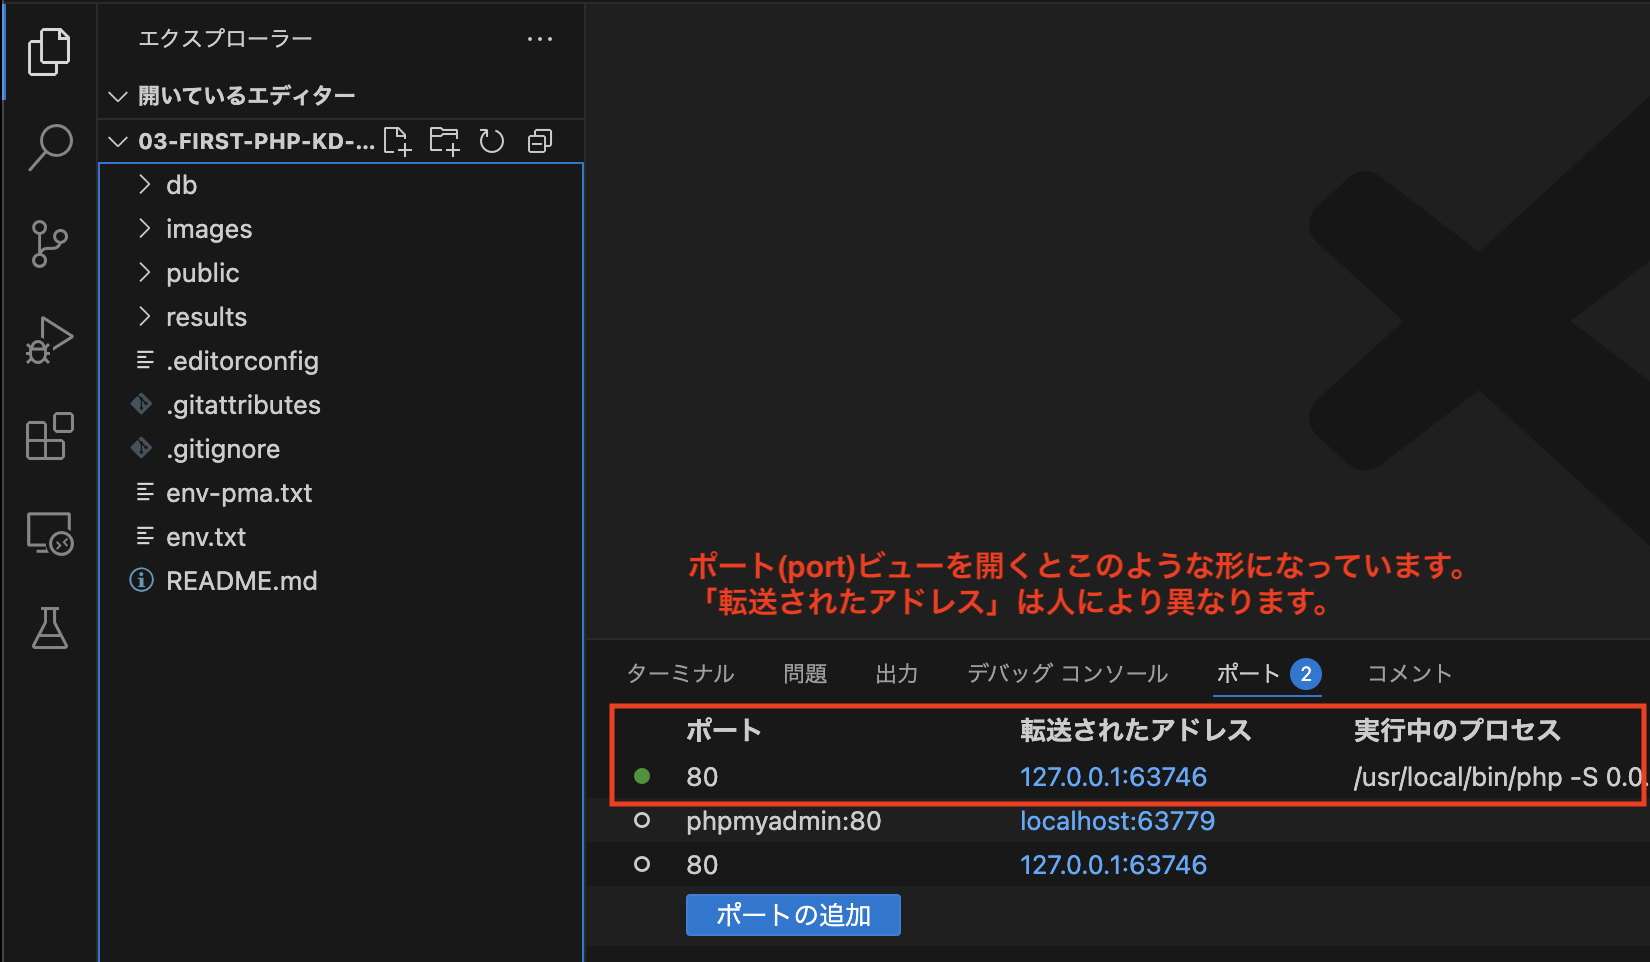 エクスプローラー
開いているエディター
03-FIRST-PHP-KD-...
db
images
public
results
.editorconfig
.gitattributes
.gitignore
env-pma.txt
env.txt
README.md
ポート(port)ビューを開くとこのような形になっています。
「転送されたアドレス」は人により異なります。
ターミナル 問題 出力 デバッグ コンソール ポート 2 コメント
ポート 転送されたアドレス 実行中のプロセス
80 127.0.0.1:63746 /usr/local/bin/php -S 0.0.
phpmyadmin:80 localhost:63779
80 127.0.0.1:63746
ポートの追加